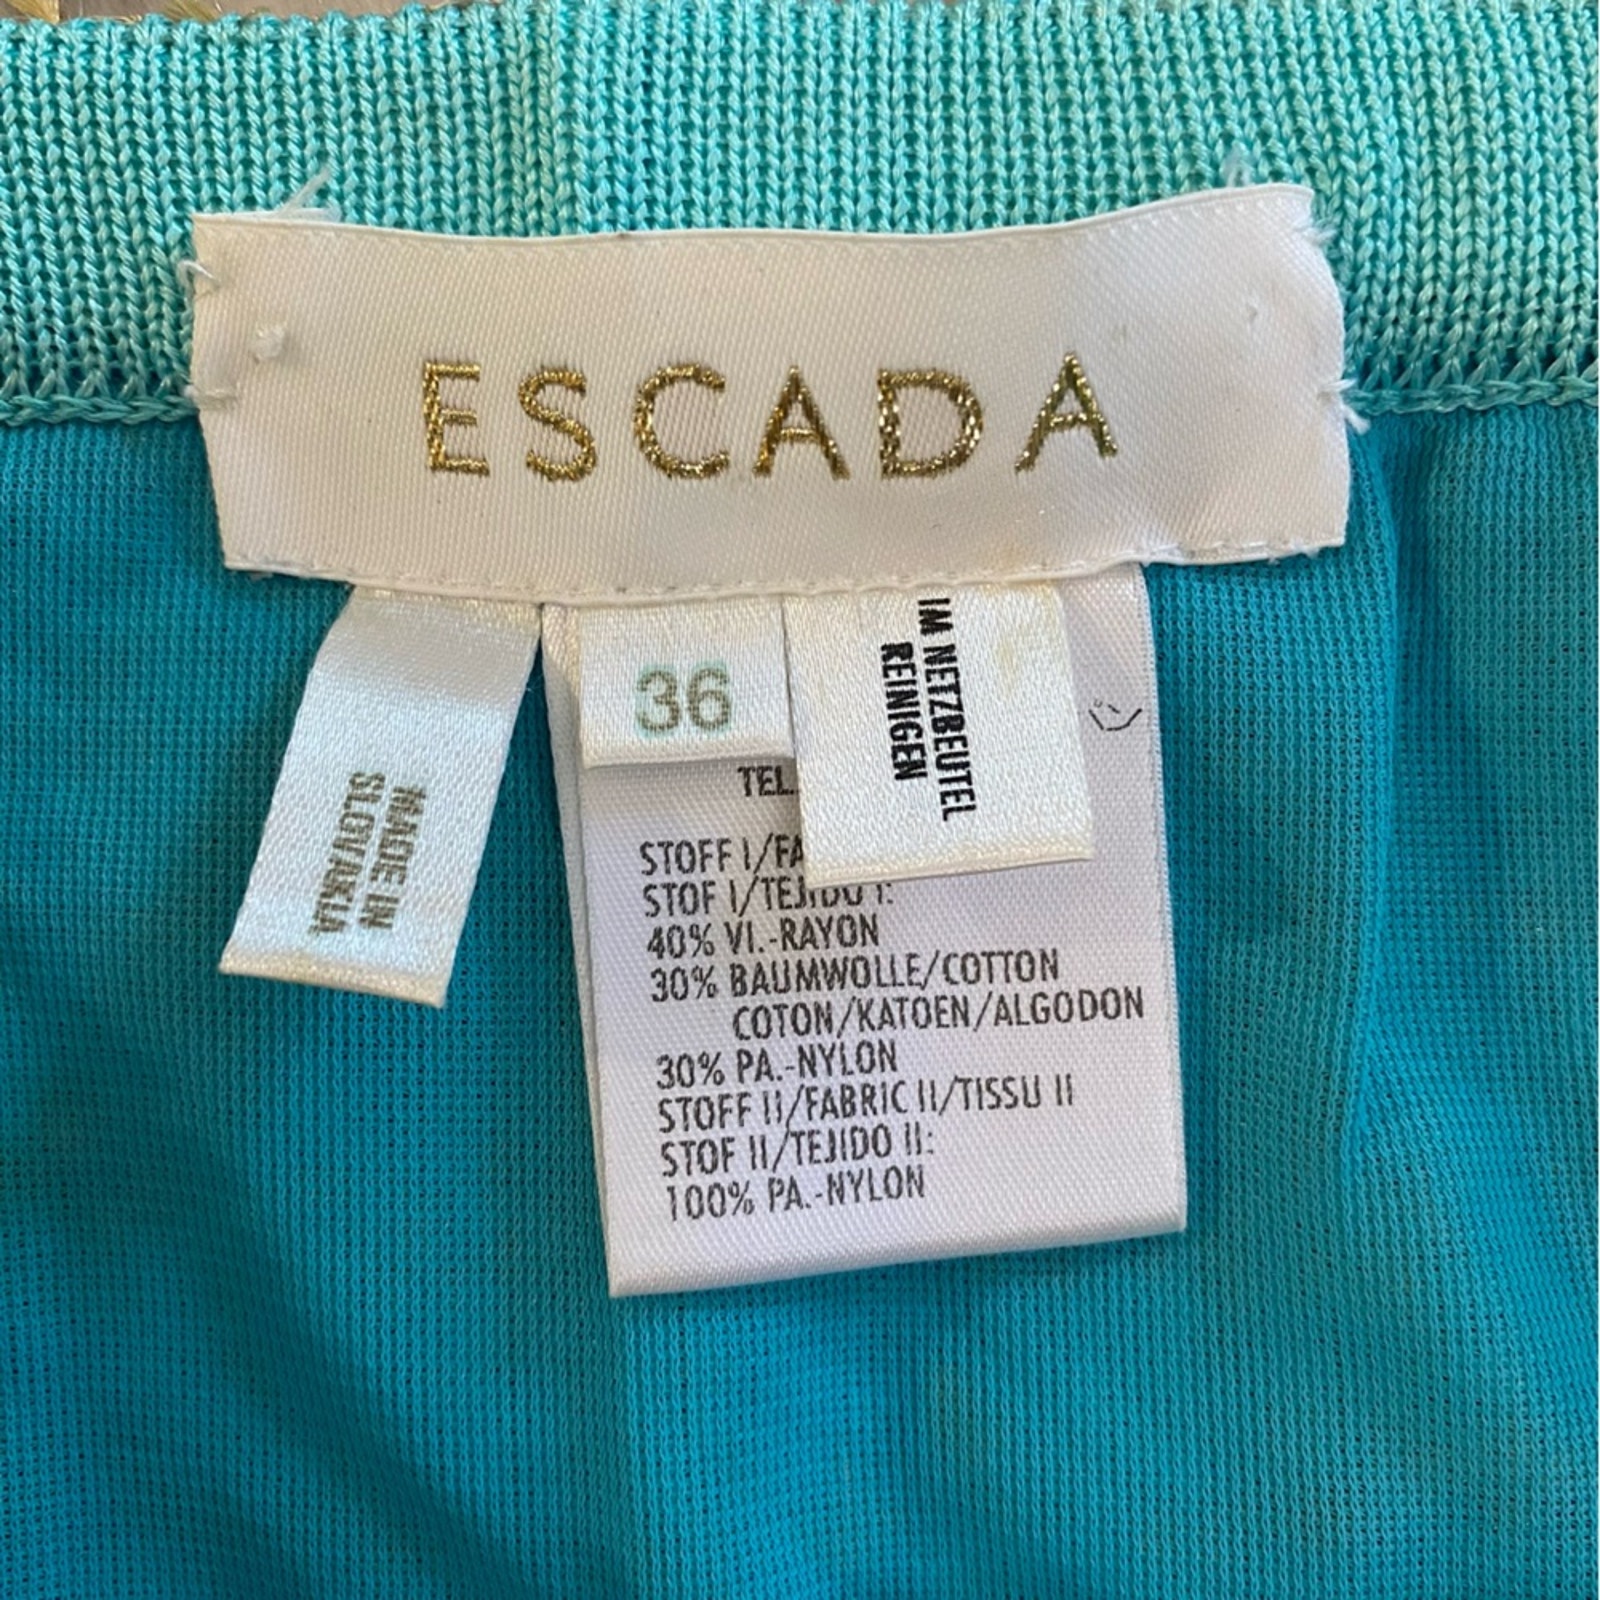 ESCADA
MADE IN
SLOVAKIA
36
IM NETZBEUTEL
REINIGEN
TEL.
STOFF I/FA
STOF I/TEJIDO I:
40% VI.-RAYON
30% BAUMWOLLE/COTTON
COTON/KATOEN/ALGODON
30% PA.-NYLON
STOFF II/FABRIC II/TISSU II
STOF II/TEJIDO II:
100% PA.-NYLON